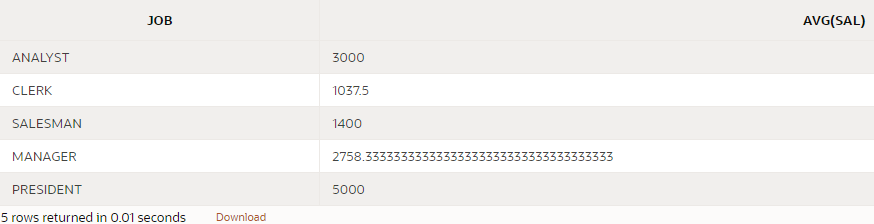 JOB AVG(SAL)
ANALYST 3000
CLERK 1037.5
SALESMAN 1400
MANAGER 2758.33333333333333333333333333333333333
PRESIDENT 5000
5 rows returned in 0.01 seconds Download